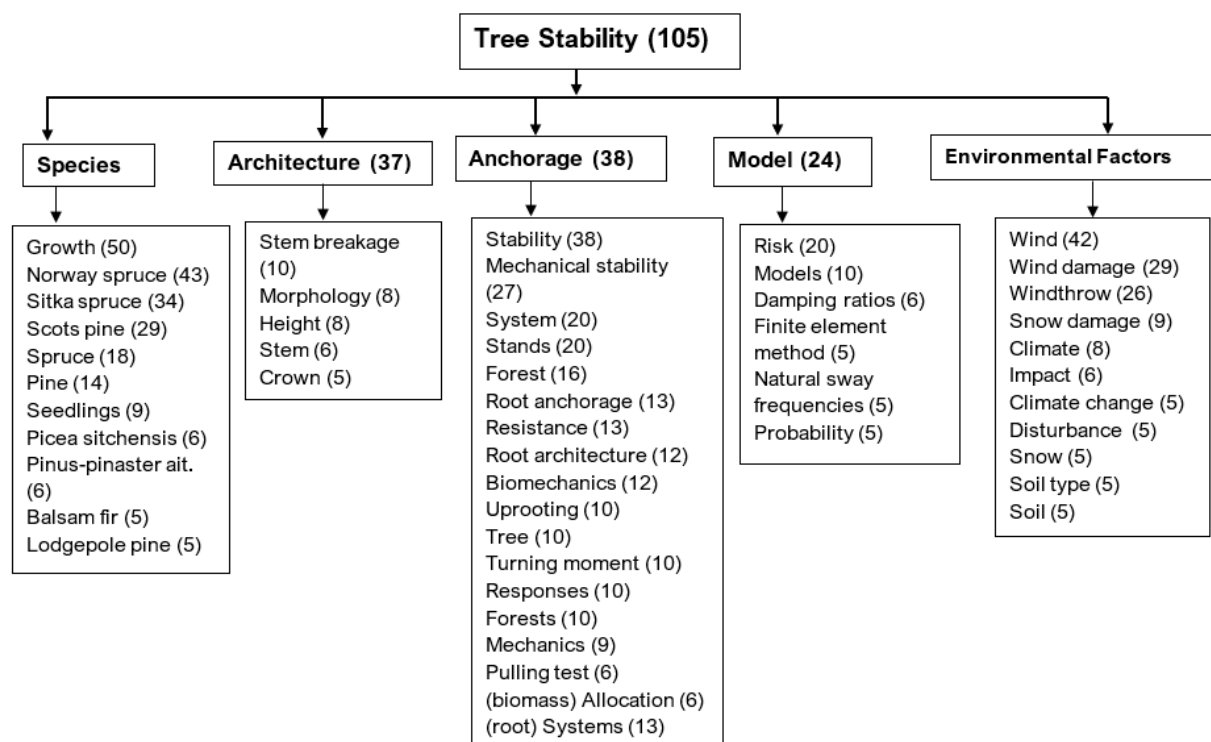 Tree Stability (105)
Species
Growth (50)
Norway spruce (43)
Sitka spruce (34)
Scots pine (29)
Spruce (18)
Pine (14)
Seedlings (9)
Picea sitchensis (6)
Pinus-pinaster ait.
(6)
Balsam fir (5)
Lodgepole pine (5)
Architecture (37)
Stem breakage
(10)
Morphology (8)
Height (8)
Stem (6)
Crown (5)
Anchorage (38)
Stability (38)
Mechanical stability
(27)
System (20)
Stands (20)
Forest (16)
Root anchorage (13)
Resistance (13)
Root architecture (12)
Biomechanics (12)
Uprooting (10)
Tree (10)
Turning moment (10)
Responses (10)
Forests (10)
Mechanics (9)
Pulling test (6)
(biomass) Allocation (6)
(root) Systems (13)
Model (24)
Risk (20)
Models (10)
Damping ratios (6)
Finite element
method (5)
Natural sway
frequencies (5)
Probability (5)
Environmental Factors
Wind (42)
Wind damage (29)
Windthrow (26)
Snow damage (9)
Climate (8)
Impact (6)
Climate change (5)
Disturbance (5)
Snow (5)
Soil type (5)
Soil (5)